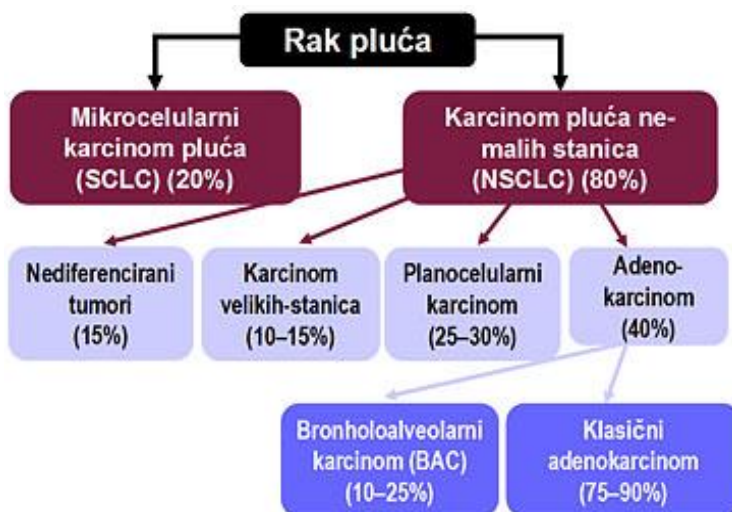 Rak pluća
Mikrocelularni
karcinom pluća
(SCLC) (20%)
Karcinom pluća ne-
malih stanica
(NSCLC) (80%)
Nediferencirani
tumori
(15%)
Karcinom
velikih-stanica
(10–15%)
Planocelularni
karcinom
(25–30%)
Adeno-
karcinom
(40%)
Bronholoalveolarni
karcinom (BAC)
(10–25%)
Klasični
adenokarcinom
(75–90%)